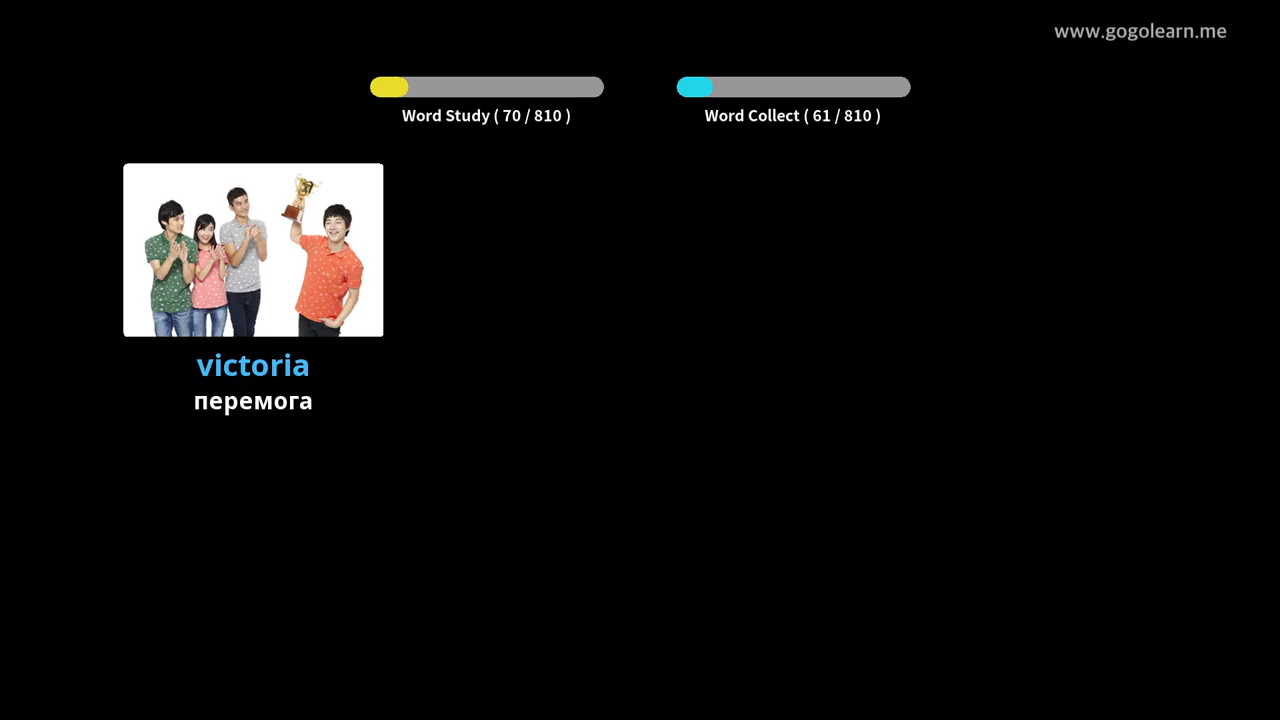 www.gogolearn.me
Word Study ( 70 / 810 )
Word Collect ( 61 / 810 )
victoria
перемога